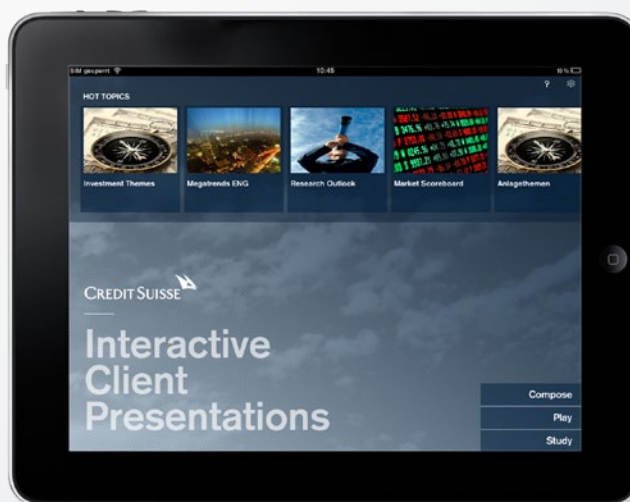 SIM gesperrt 10:45 16 %
?
HOT TOPICS
Investment Themes Megatrends ENG Research Outlook Market Scoreboard Anlagethemen
CREDIT SUISSE
Interactive
Client
Presentations
Compose
Play
Study